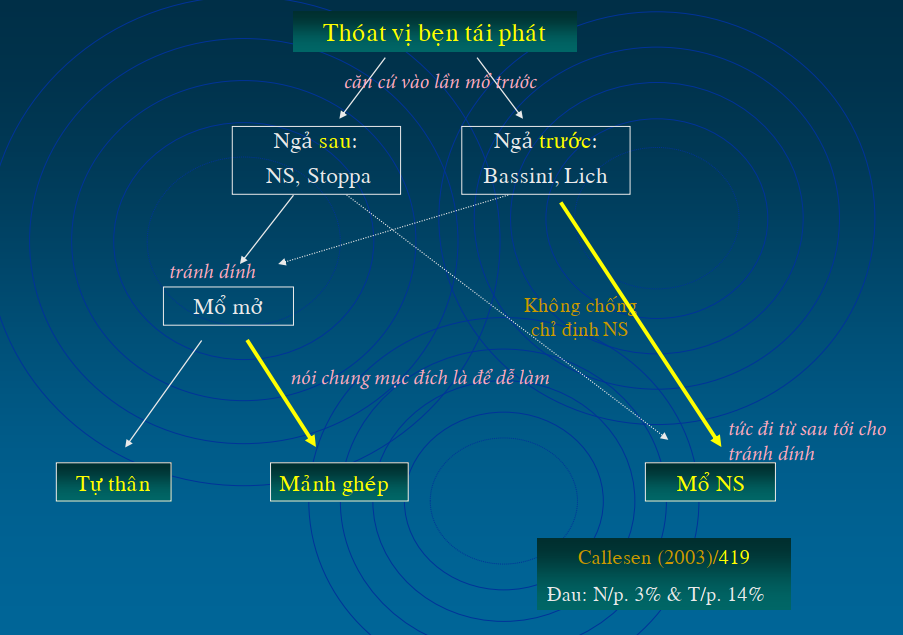 Thóat vị bẹn tái phát
căn cứ vào lần mổ trước
Ngả sau:
NS, Stoppa
Ngả trước:
Bassini, Lich
tránh dính
Mổ mở
Không chống
chỉ định NS
nói chung mục đích là để dễ làm
tức đi từ sau tới cho
tránh dính
Tự thân
Mảnh ghép
Mổ NS
Callesen (2003)/419
Đau: N/p. 3% & T/p. 14%